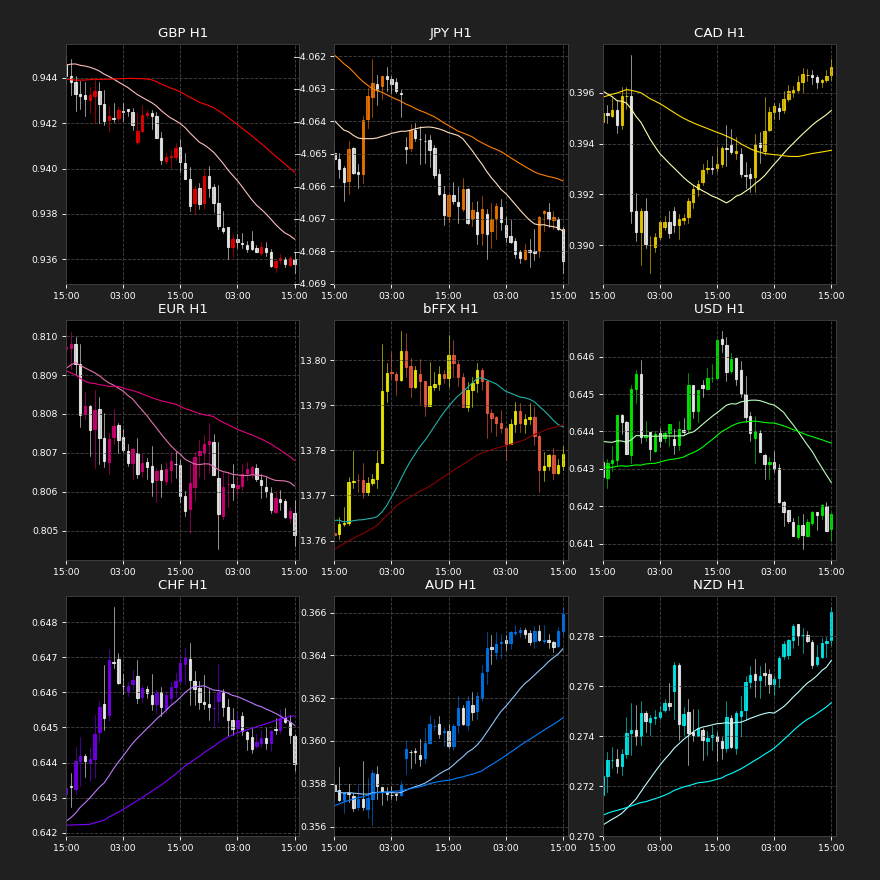 GBP H1
0.944
0.942
0.940
0.938
0.936
15:00 03:00 15:00 03:00 15:00
JPY H1
4.062
4.063
4.064
4.065
4.066
4.067
4.068
4.069
15:00 03:00 15:00 03:00 15:00
CAD H1
0.396
0.394
0.392
0.390
15:00 03:00 15:00 03:00 15:00
EUR H1
0.810
0.809
0.808
0.807
0.806
0.805
15:00 03:00 15:00 03:00 15:00
bFFX H1
13.80
13.79
13.78
13.77
13.76
15:00 03:00 15:00 03:00 15:00
USD H1
0.646
0.645
0.644
0.643
0.642
0.641
15:00 03:00 15:00 03:00 15:00
CHF H1
0.648
0.647
0.646
0.645
0.644
0.643
0.642
15:00 03:00 15:00 03:00 15:00
AUD H1
0.366
0.364
0.362
0.360
0.358
0.356
15:00 03:00 15:00 03:00 15:00
NZD H1
0.278
0.276
0.274
0.272
0.270
15:00 03:00 15:00 03:00 15:00